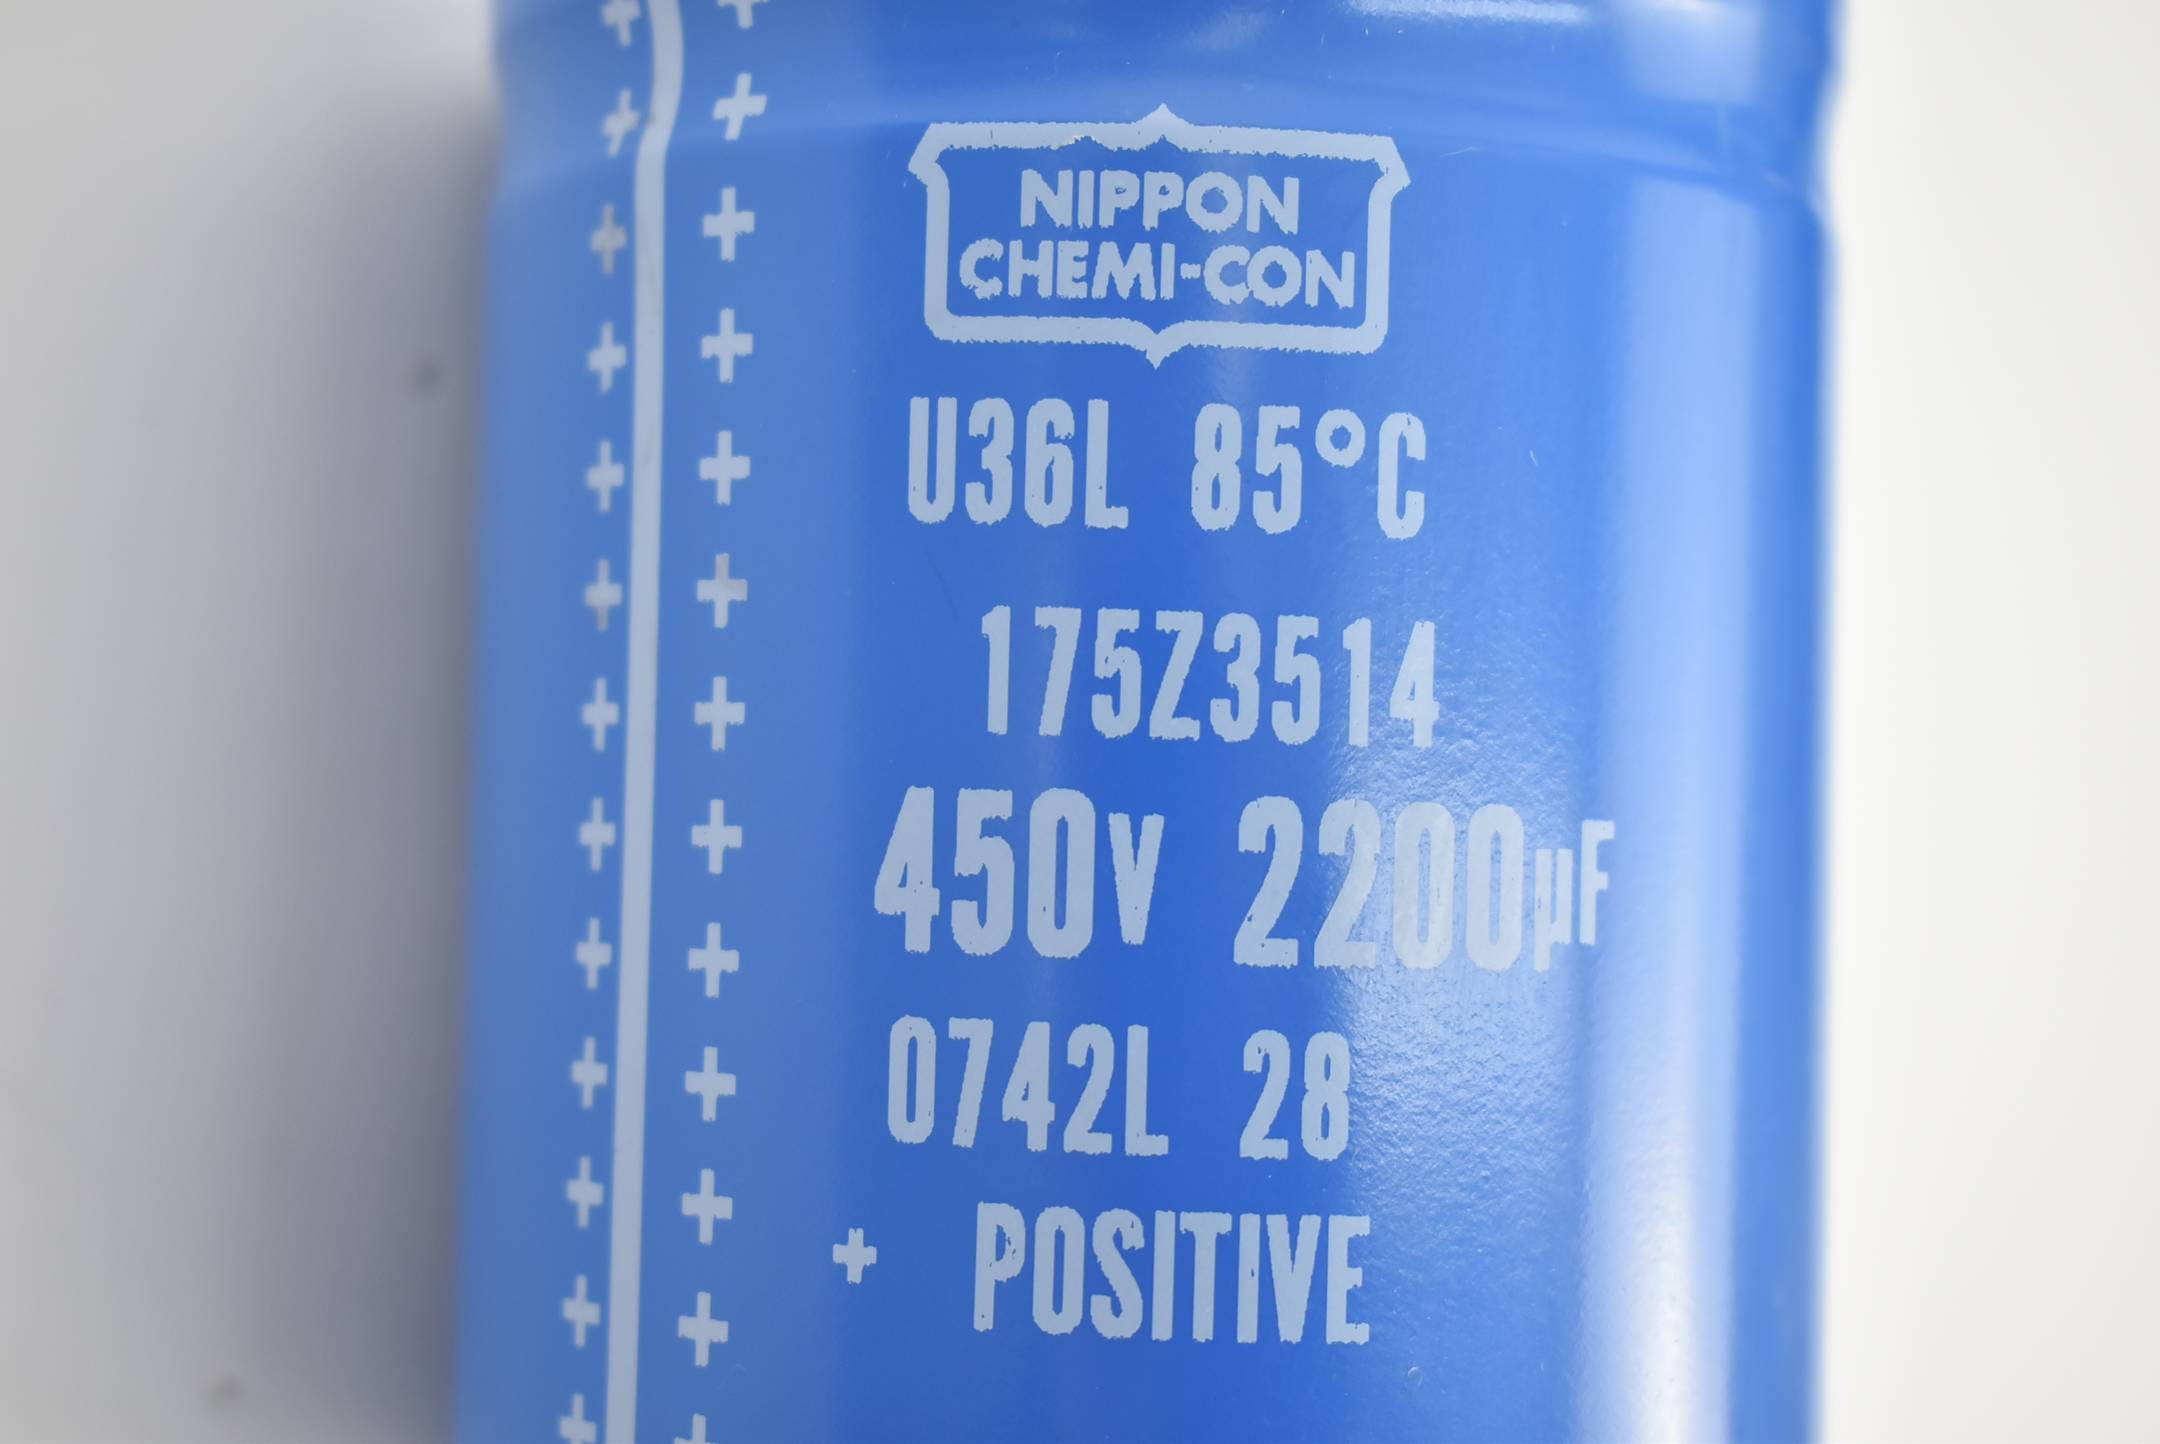 NIPPON
CHEMI-CON
U36L 85°C
175Z3514
450V 2200µF
0742L 28
+ POSITIVE